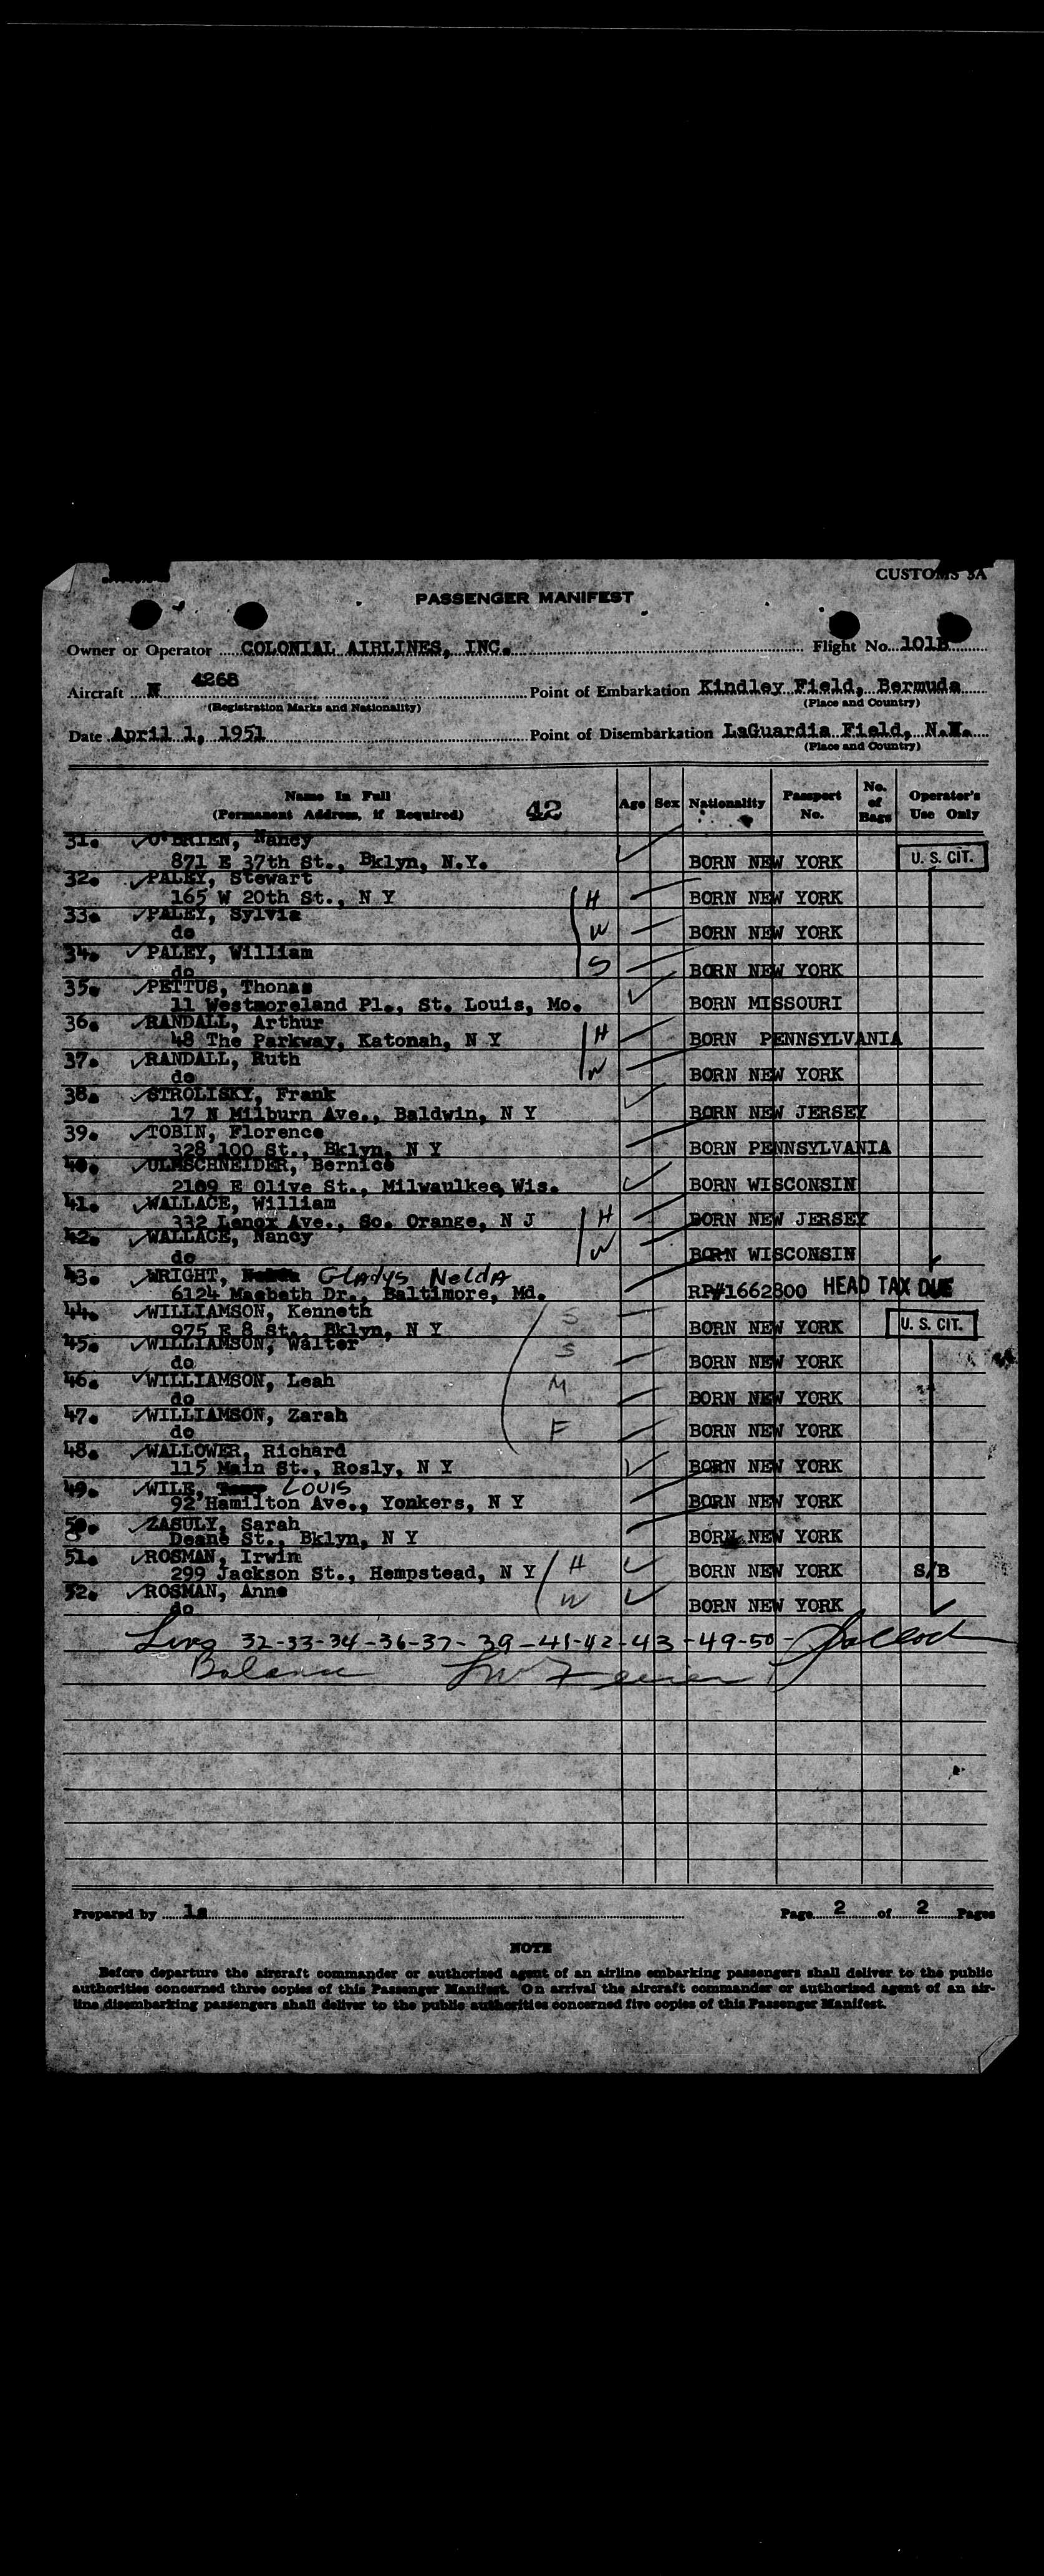 CUSTOMS 3A
PASSENGER MANIFEST
Owner or Operator COLONIAL AIRLINES, INC. Flight No. 101B
Aircraft N 4268 Point of Embarkation Kindley Field, Bermuda
(Registration Marks and Nationality) (Place and Country)
Date April 1, 1951 Point of Disembarkation LaGuardia Field, N.Y.
(Place and Country)
Name In Full (Permanent Address, if Required) 42 Age Sex Nationality Passport No. No. of Bags Operator's Use Only
31. O'BRIEN, Nancy
871 E 37th St., Bklyn, N.Y. BORN NEW YORK U. S. CIT.
32. PALEY, Stewart
165 W 20th St., N Y H BORN NEW YORK
33. PALEY, Sylvia
do W BORN NEW YORK
34. PALEY, William
do S BORN NEW YORK
35. PETTUS, Thomas
11 Westmoreland Pl., St. Louis, Mo. BORN MISSOURI
36. RANDALL, Arthur
48 The Parkway, Katonah, N Y H BORN PENNSYLVANIA
37. RANDALL, Ruth
do W BORN NEW YORK
38. STROLISKY, Frank
17 N Milburn Ave., Baldwin, N Y BORN NEW JERSEY
39. TOBIN, Florence
328 100 St., Bklyn, N Y BORN PENNSYLVANIA
40. ULMSCHNEIDER, Bernice
2109 E Olive St., Milwaulkee, Wis. BORN WISCONSIN
41. WALLACE, William
332 Lenox Ave., So. Orange, N J H BORN NEW JERSEY
42. WALLACE, Nancy
do W BORN WISCONSIN
43. WRIGHT, Gladys Nelda
6124 Macbeth Dr., Baltimore, Md. RP#1662800 HEAD TAX DUE
44. WILLIAMSON, Kenneth
975 E 8 St., Bklyn, N Y S BORN NEW YORK U. S. CIT.
45. WILLIAMSON, Walter
do S BORN NEW YORK
46. WILLIAMSON, Leah
do M BORN NEW YORK
47. WILLIAMSON, Zarah
do F BORN NEW YORK
48. WALLOWER, Richard
115 Main St., Rosly, N Y BORN NEW YORK
49. WILE, LOUIS
92 Hamilton Ave., Yonkers, N Y BORN NEW YORK
50. ZASULY, Sarah
Deane St., Bklyn, N Y BORN NEW YORK
51. ROSMAN, Irwin
299 Jackson St., Hempstead, N Y H BORN NEW YORK S/B
52. ROSMAN, Anne
do W BORN NEW YORK
32-33-34-36-37-39-41-42-43-49-50-
Balance
Prepared by Page 2 of 2 Pages
NOTE
Before departure the aircraft commander or authorized agent of an airline embarking passengers shall deliver to the public
authorities concerned three copies of this Passenger Manifest. On arrival the aircraft commander or authorized agent of an air-
line disembarking passengers shall deliver to the public authorities concerned five copies of this Passenger Manifest.